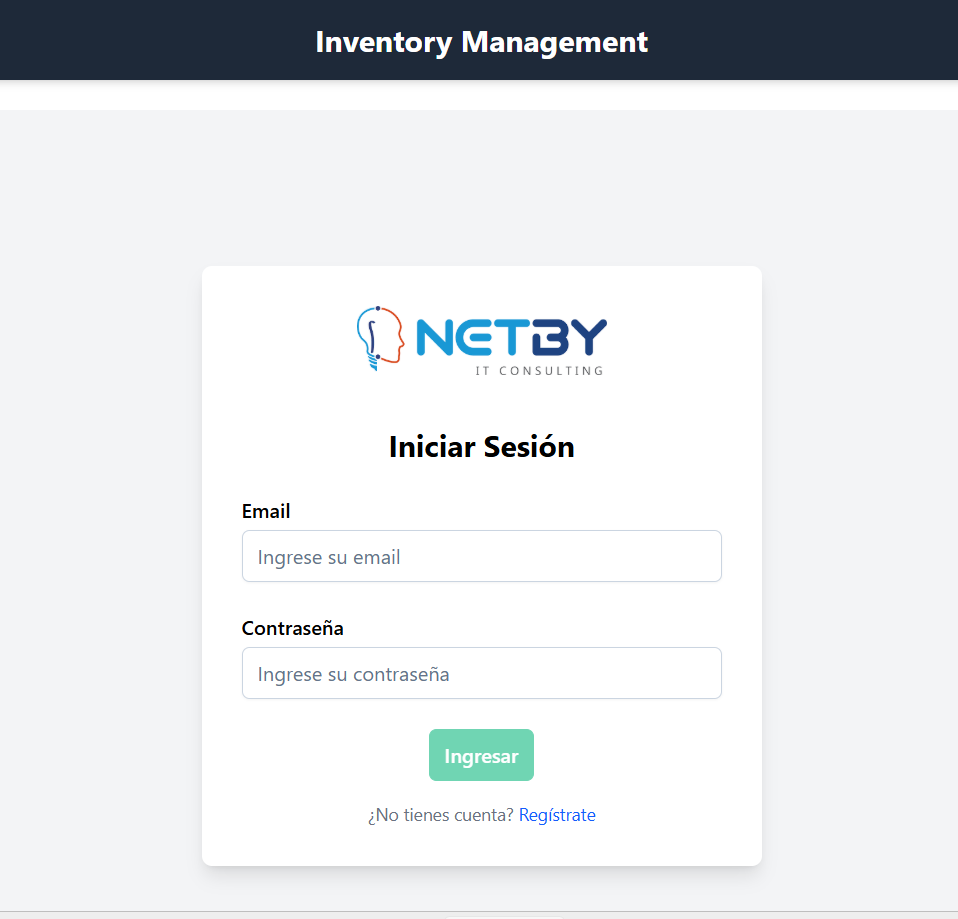 Inventory Management
NETBY
IT CONSULTING
Iniciar Sesión
Email
Ingrese su email
Contraseña
Ingrese su contraseña
Ingresar
¿No tienes cuenta? Regístrate